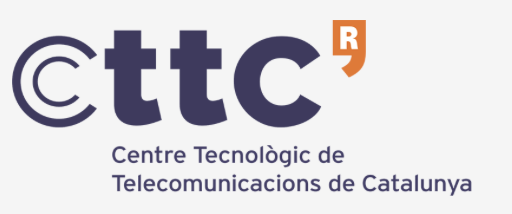 cttc R
Centre Tecnològic de
Telecomunicacions de Catalunya